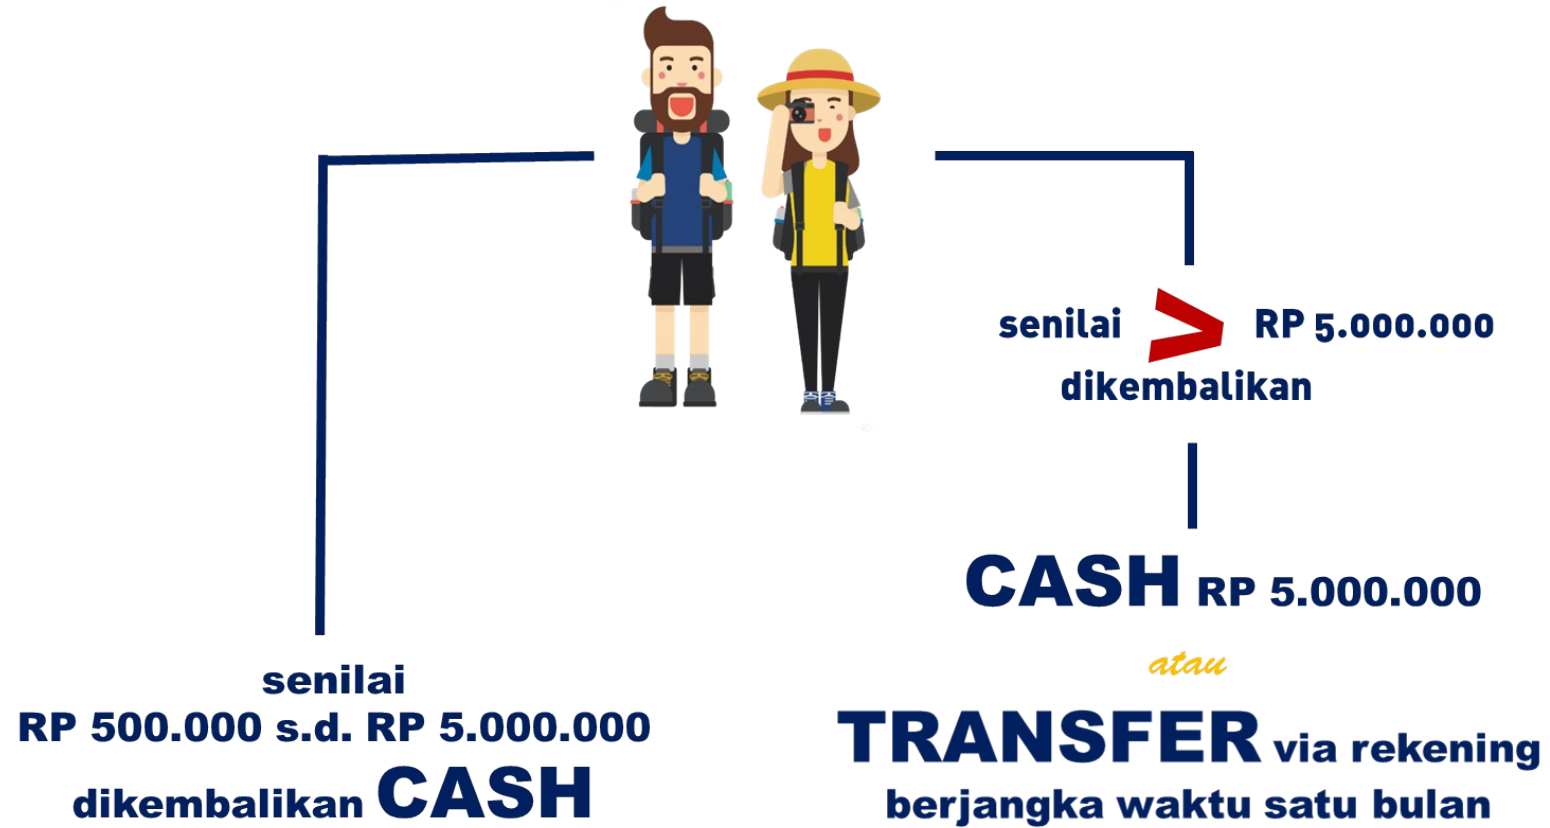 senilai
RP 500.000 s.d. RP 5.000.000
dikembalikan CASH
senilai > RP 5.000.000
dikembalikan
CASH RP 5.000.000
atau
TRANSFER via rekening
berjangka waktu satu bulan